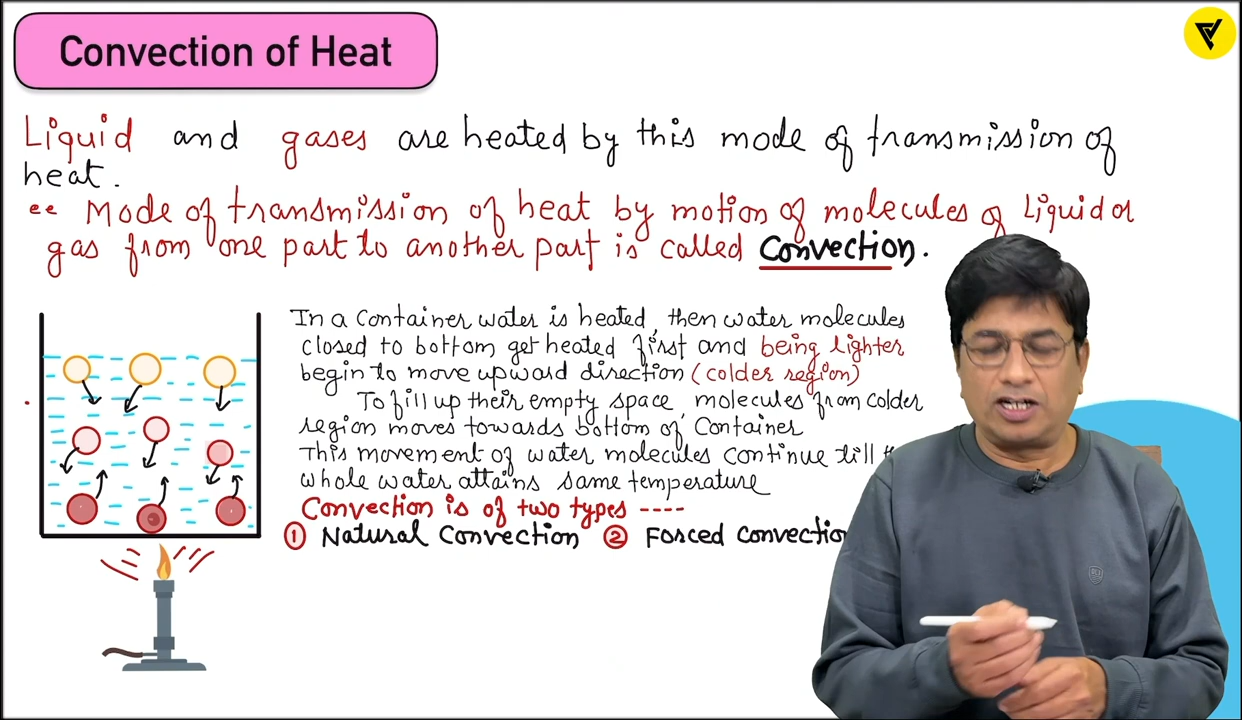 Convection of Heat
Liquid and gases are heated by this mode of transmission of
heat.
Mode of transmission of heat by motion of molecules of Liquid or
gas from one part to another part is called Convection.
In a Container water is heated, then water molecules
closed to bottom get heated first and being lighter
begin to move upward direction (colder region)
To fill up their empty space, molecules from colder
region moves towards bottom of Container
This movement of water molecules continue till
whole water attains same temperature
Convection is of two types ----
① Natural Convection ② Forced Convection